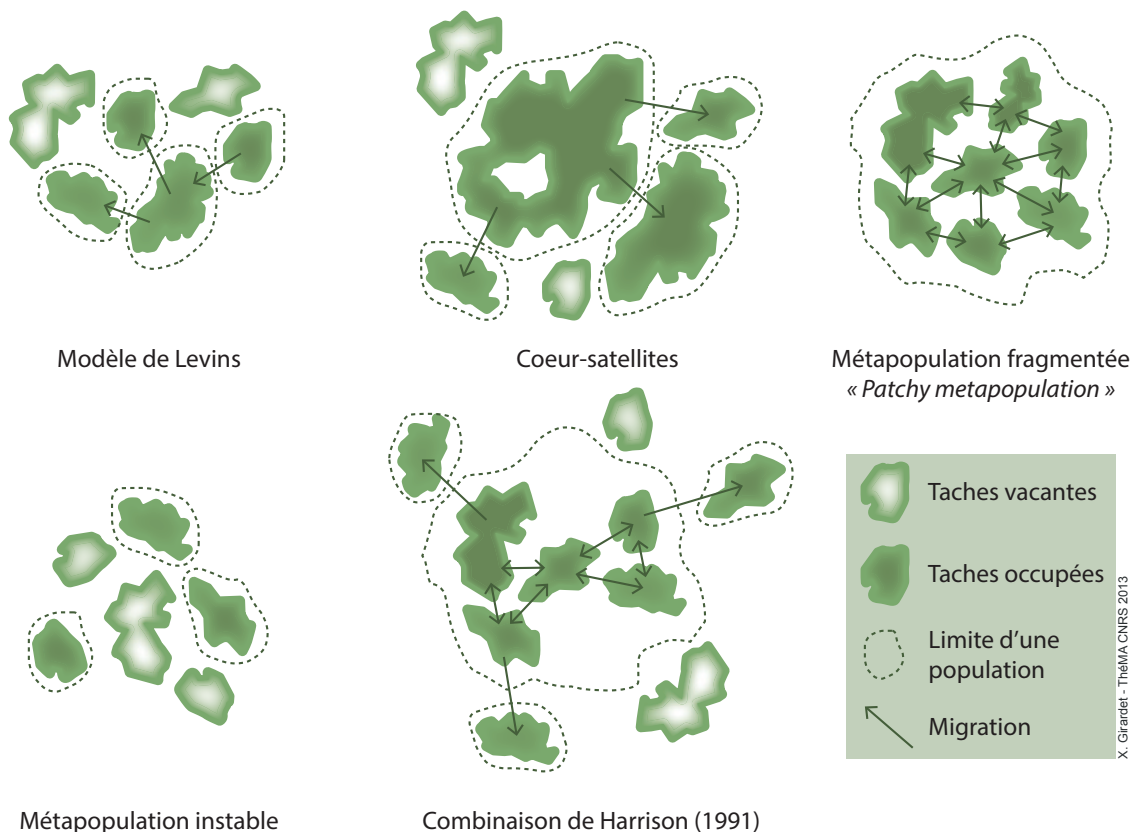 Modèle de Levins
Coeur-satellites
Métapopulation fragmentée
« Patchy metapopulation »
Taches vacantes
Taches occupées
Limite d'une
population
Migration
X. Girardet - ThéMA CNRS 2013
Métapopulation instable
Combinaison de Harrison (1991)